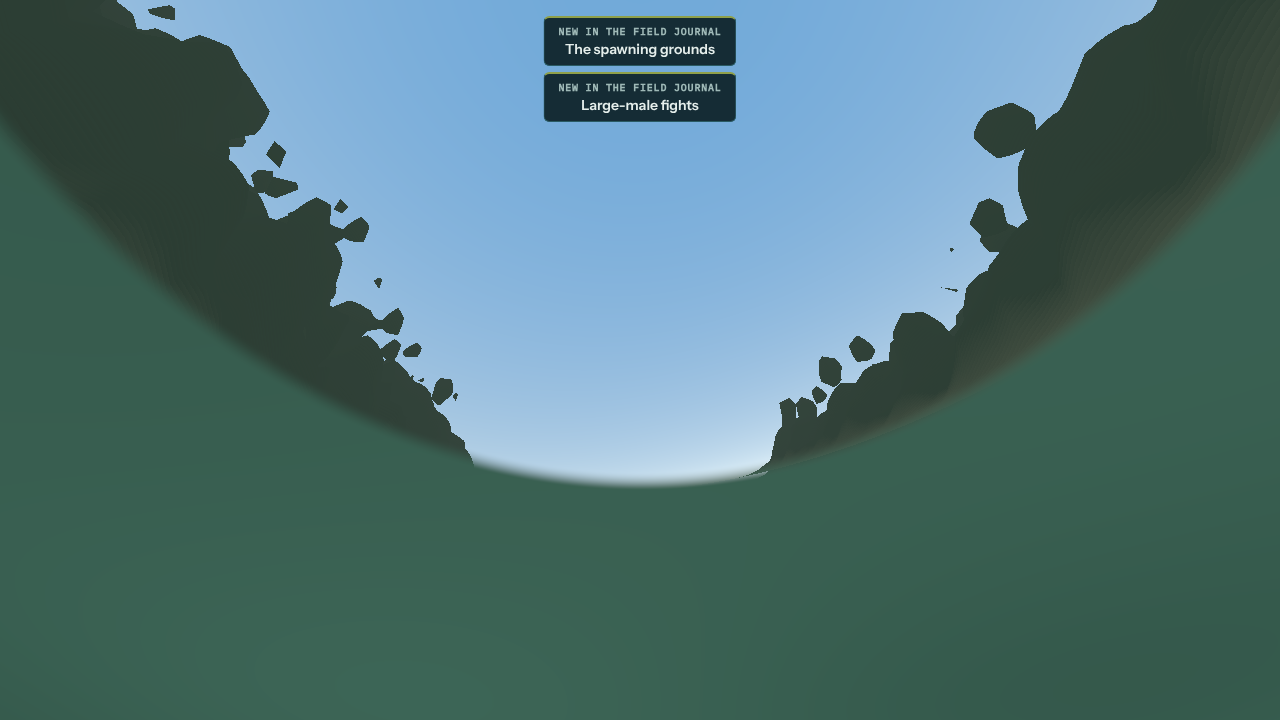 NEW IN THE FIELD JOURNAL
The spawning grounds
NEW IN THE FIELD JOURNAL
Large-male fights